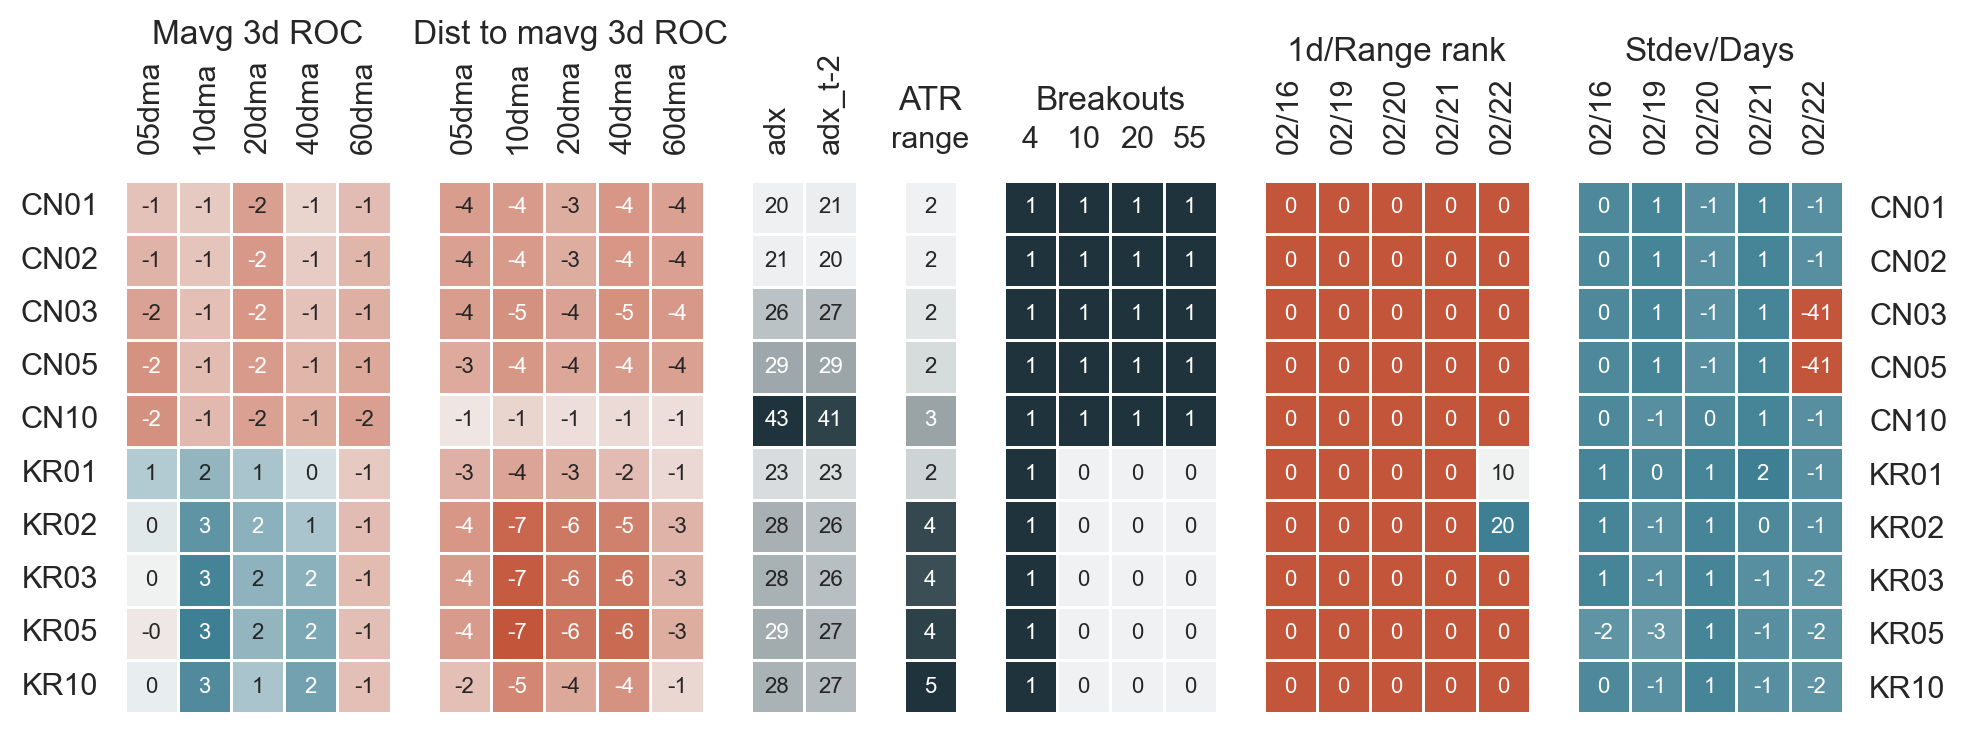 Mavg 3d ROC Dist to mavg 3d ROC 1d/Range rank Stdev/Days
ATR Breakouts
05dma 10dma 20dma 40dma 60dma 05dma 10dma 20dma 40dma 60dma adx adx_t-2 range 4 10 20 55 02/16 02/19 02/20 02/21 02/22 02/16 02/19 02/20 02/21 02/22
CN01 -1 -1 -2 -1 -1 -4 -4 -3 -4 -4 20 21 2 1 1 1 1 0 0 0 0 0 0 1 -1 1 -1 CN01
CN02 -1 -1 -2 -1 -1 -4 -4 -3 -4 -4 21 20 2 1 1 1 1 0 0 0 0 0 0 1 -1 1 -1 CN02
CN03 -2 -1 -2 -1 -1 -4 -5 -4 -5 -4 26 27 2 1 1 1 1 0 0 0 0 0 0 1 -1 1 -41 CN03
CN05 -2 -1 -2 -1 -1 -3 -4 -4 -4 -4 29 29 2 1 1 1 1 0 0 0 0 0 0 1 -1 1 -41 CN05
CN10 -2 -1 -2 -1 -2 -1 -1 -1 -1 -1 43 41 3 1 1 1 1 0 0 0 0 0 0 -1 0 1 -1 CN10
KR01 1 2 1 0 -1 -3 -4 -3 -2 -1 23 23 2 1 0 0 0 0 0 0 0 10 1 0 1 2 -1 KR01
KR02 0 3 2 1 -1 -4 -7 -6 -5 -3 28 26 4 1 0 0 0 0 0 0 0 20 1 -1 1 0 -1 KR02
KR03 0 3 2 2 -1 -4 -7 -6 -6 -3 28 26 4 1 0 0 0 0 0 0 0 0 1 -1 1 -1 -2 KR03
KR05 -0 3 2 2 -1 -4 -7 -6 -6 -3 29 27 4 1 0 0 0 0 0 0 0 0 -2 -3 1 -1 -2 KR05
KR10 0 3 1 2 -1 -2 -5 -4 -4 -1 28 27 5 1 0 0 0 0 0 0 0 0 0 -1 1 -1 -2 KR10